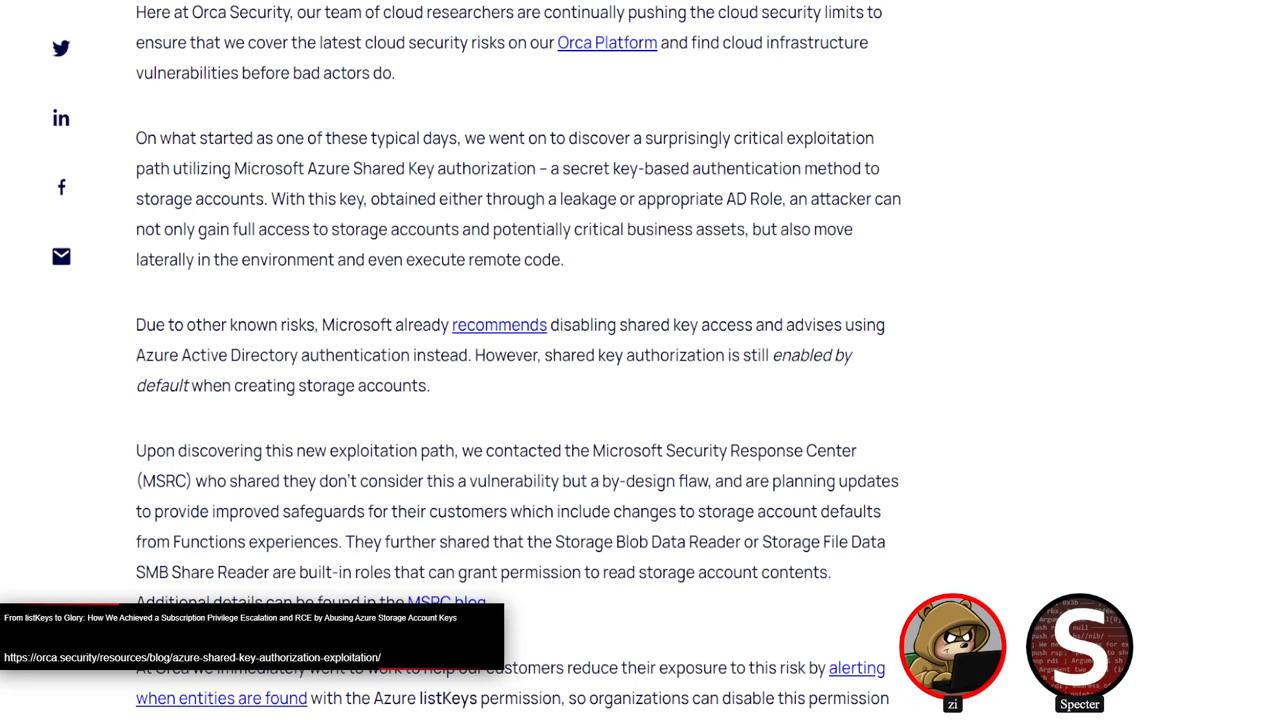 Here at Orca Security, our team of cloud researchers are continually pushing the cloud security limits to
ensure that we cover the latest cloud security risks on our Orca Platform and find cloud infrastructure
vulnerabilities before bad actors do.
On what started as one of these typical days, we went on to discover a surprisingly critical exploitation
path utilizing Microsoft Azure Shared Key authorization – a secret key-based authentication method to
storage accounts. With this key, obtained either through a leakage or appropriate AD Role, an attacker can
not only gain full access to storage accounts and potentially critical business assets, but also move
laterally in the environment and even execute remote code.
Due to other known risks, Microsoft already recommends disabling shared key access and advises using
Azure Active Directory authentication instead. However, shared key authorization is still enabled by
default when creating storage accounts.
Upon discovering this new exploitation path, we contacted the Microsoft Security Response Center
(MSRC) who shared they don't consider this a vulnerability but a by-design flaw, and are planning updates
to provide improved safeguards for their customers which include changes to storage account defaults
from Functions experiences. They further shared that the Storage Blob Data Reader or Storage File Data
SMB Share Reader are built-in roles that can grant permission to read storage account contents.
Additional details can be found in the MSRC blog.
From listKeys to Glory: How We Achieved a Subscription Privilege Escalation and RCE by Abusing Azure Storage Account Keys
https://orca.security/resources/blog/azure-shared-key-authorization-exploitation/
customers reduce their exposure to this risk by alerting
when entities are found with the Azure listKeys permission, so organizations can disable this permission
zi
S
Specter